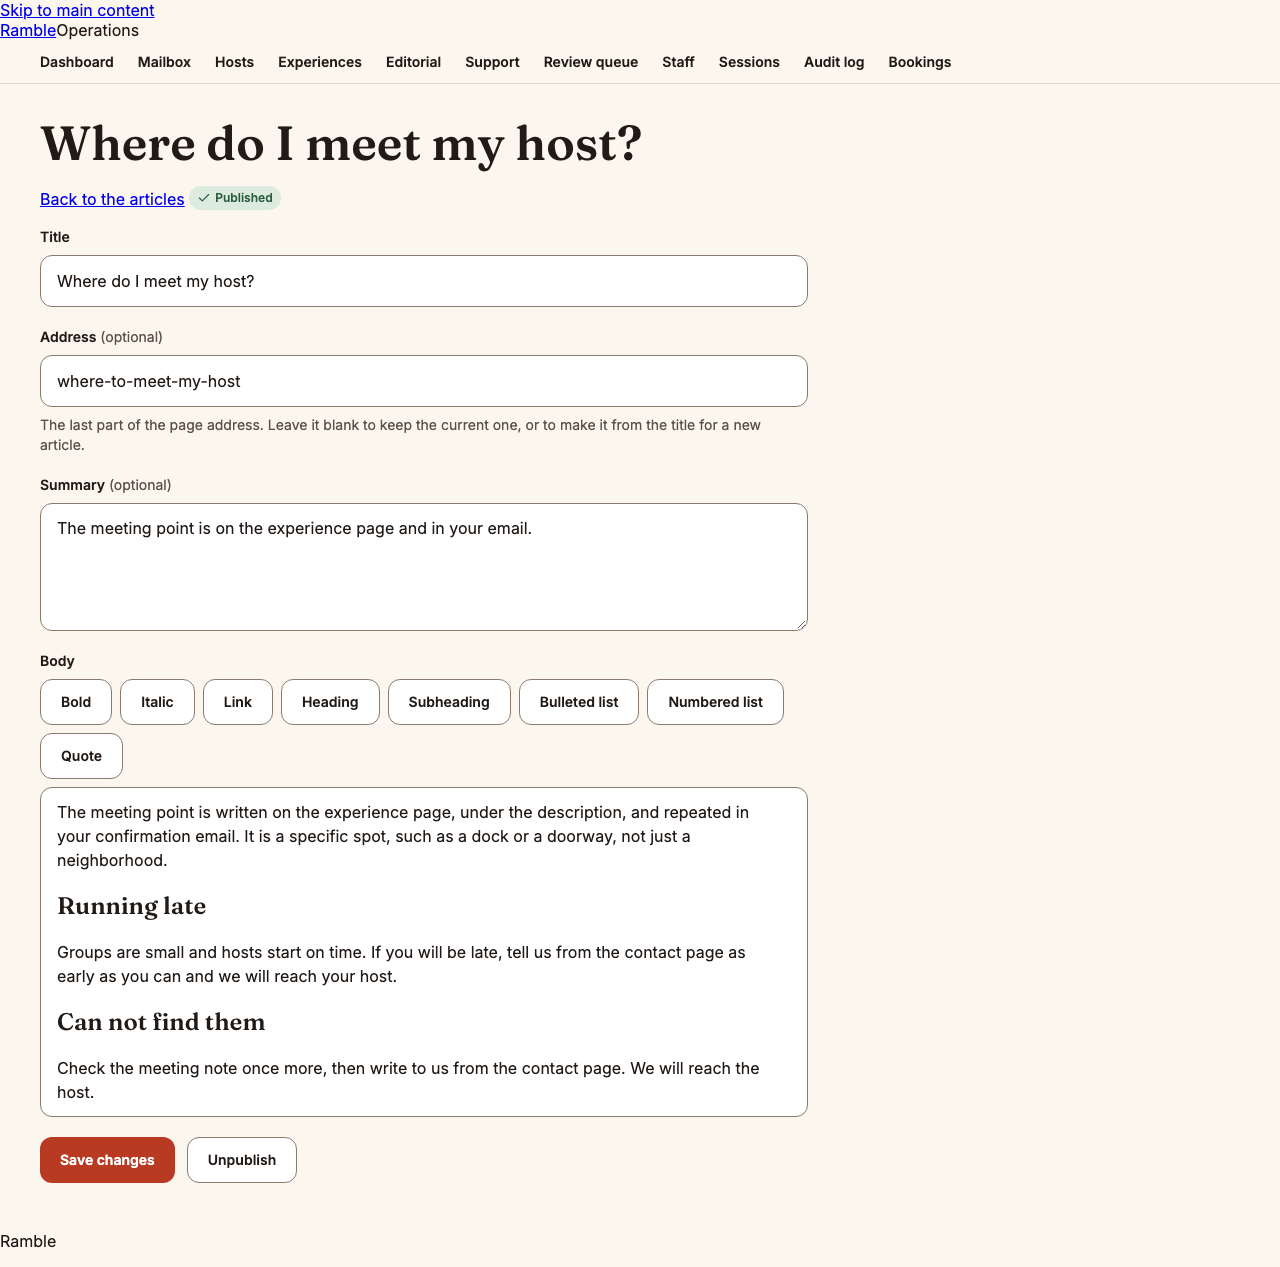 Skip to main content
RambleOperations
Dashboard Mailbox Hosts Experiences Editorial Support Review queue Staff Sessions Audit log Bookings
Where do I meet my host?
Back to the articles Published
Title
Where do I meet my host?
Address (optional)
where-to-meet-my-host
The last part of the page address. Leave it blank to keep the current one, or to make it from the title for a new
article.
Summary (optional)
The meeting point is on the experience page and in your email.
Body
Bold Italic Link Heading Subheading Bulleted list Numbered list
Quote
The meeting point is written on the experience page, under the description, and repeated in
your confirmation email. It is a specific spot, such as a dock or a doorway, not just a
neighborhood.
Running late
Groups are small and hosts start on time. If you will be late, tell us from the contact page as
early as you can and we will reach your host.
Can not find them
Check the meeting note once more, then write to us from the contact page. We will reach the
host.
Save changes Unpublish
Ramble